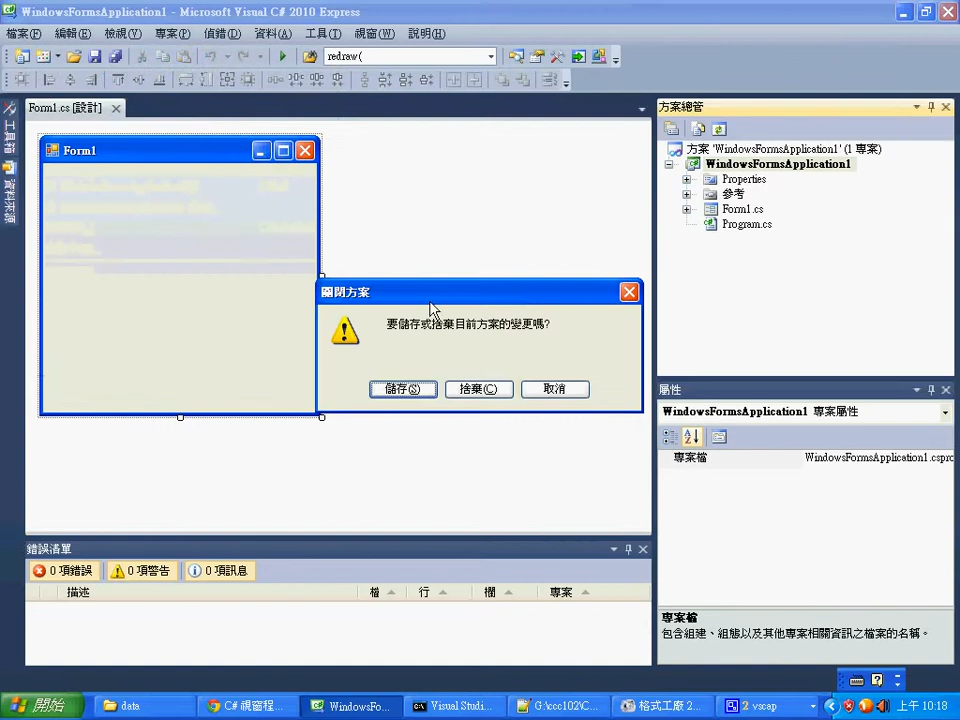 WindowsFormsApplication1 - Microsoft Visual C# 2010 Express
檔案(F) 編輯(E) 檢視(V) 專案(P) 偵錯(D) 資料(A) 工具(T) 視窗(W) 說明(H)
redraw(
Form1.cs [設計]
工具箱
資料來源
Form1
方案總管
方案 'WindowsFormsApplication1' (1 專案)
WindowsFormsApplication1
Properties
參考
Form1.cs
Program.cs
關閉方案
要儲存或捨棄目前方案的變更嗎?
儲存(S) 捨棄(C) 取消
屬性
WindowsFormsApplication1 專案屬性
專案檔 WindowsFormsApplication1.cspro
錯誤清單
0 項錯誤 0 項警告 0 項訊息
描述 檔 行 欄 專案
專案檔
包含組建、組態以及其他專案相關資訊之檔案的名稱。
開始 data C# 視窗程... WindowsFo... Visual Studi... G:\ccc102\C... 格式工廠 2... 2 vscap 上午 10:18